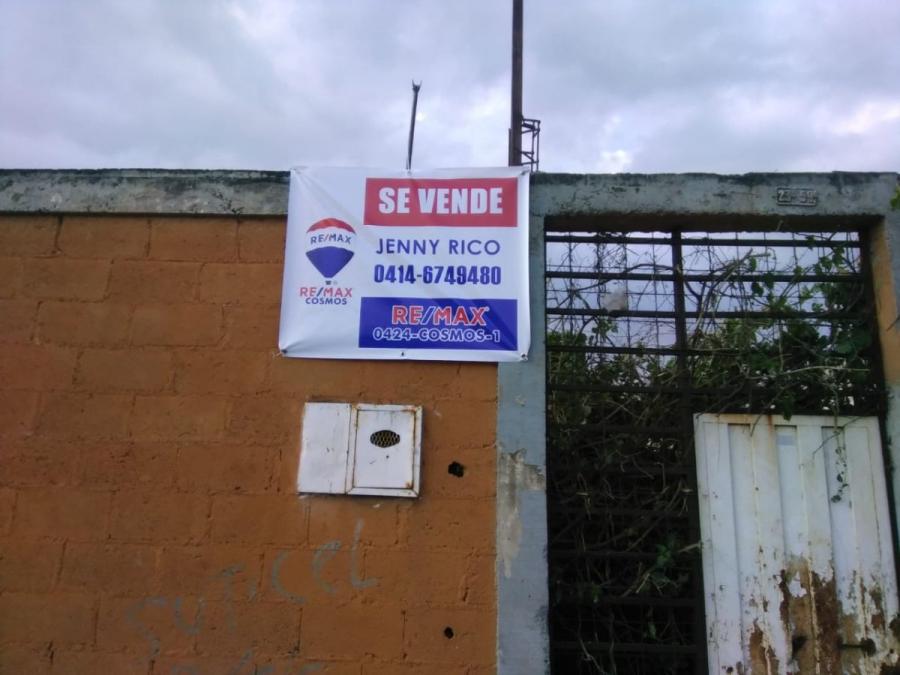 SE VENDE
JENNY RICO
0414-6749480
RE/MAX
RE/MAX
COSMOS
RE/MAX
0424-COSMOS-1